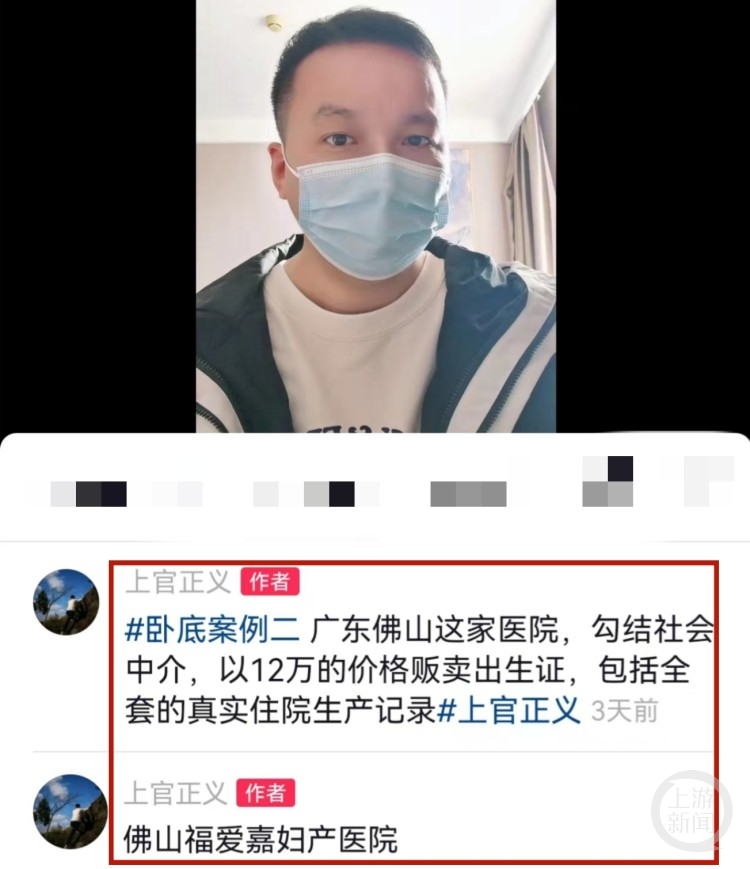 上官正义 作者
#卧底案例二 广东佛山这家医院，勾结社会
中介，以12万的价格贩卖出生证，包括全
套的真实住院生产记录#上官正义 3天前
上官正义 作者
佛山福爱嘉妇产医院
上游
新闻